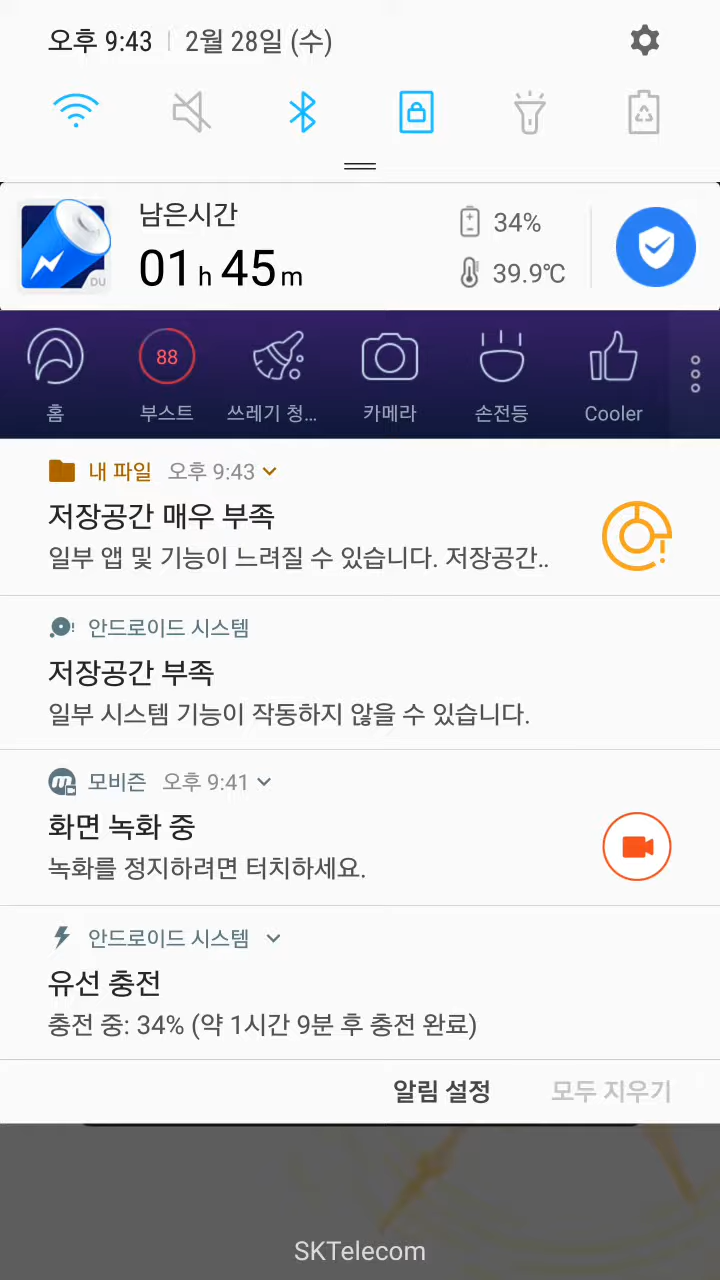 오후 9:43 | 2월 28일 (수)
남은시간
01 h 45 m
34%
39.9℃
DU
88
홈
부스트
쓰레기 청...
카메라
손전등
Cooler
내 파일 오후 9:43
저장공간 매우 부족
일부 앱 및 기능이 느려질 수 있습니다. 저장공간..
안드로이드 시스템
저장공간 부족
일부 시스템 기능이 작동하지 않을 수 있습니다.
모비즌 오후 9:41
화면 녹화 중
녹화를 정지하려면 터치하세요.
안드로이드 시스템
유선 충전
충전 중: 34% (약 1시간 9분 후 충전 완료)
알림 설정 모두 지우기
SKTelecom